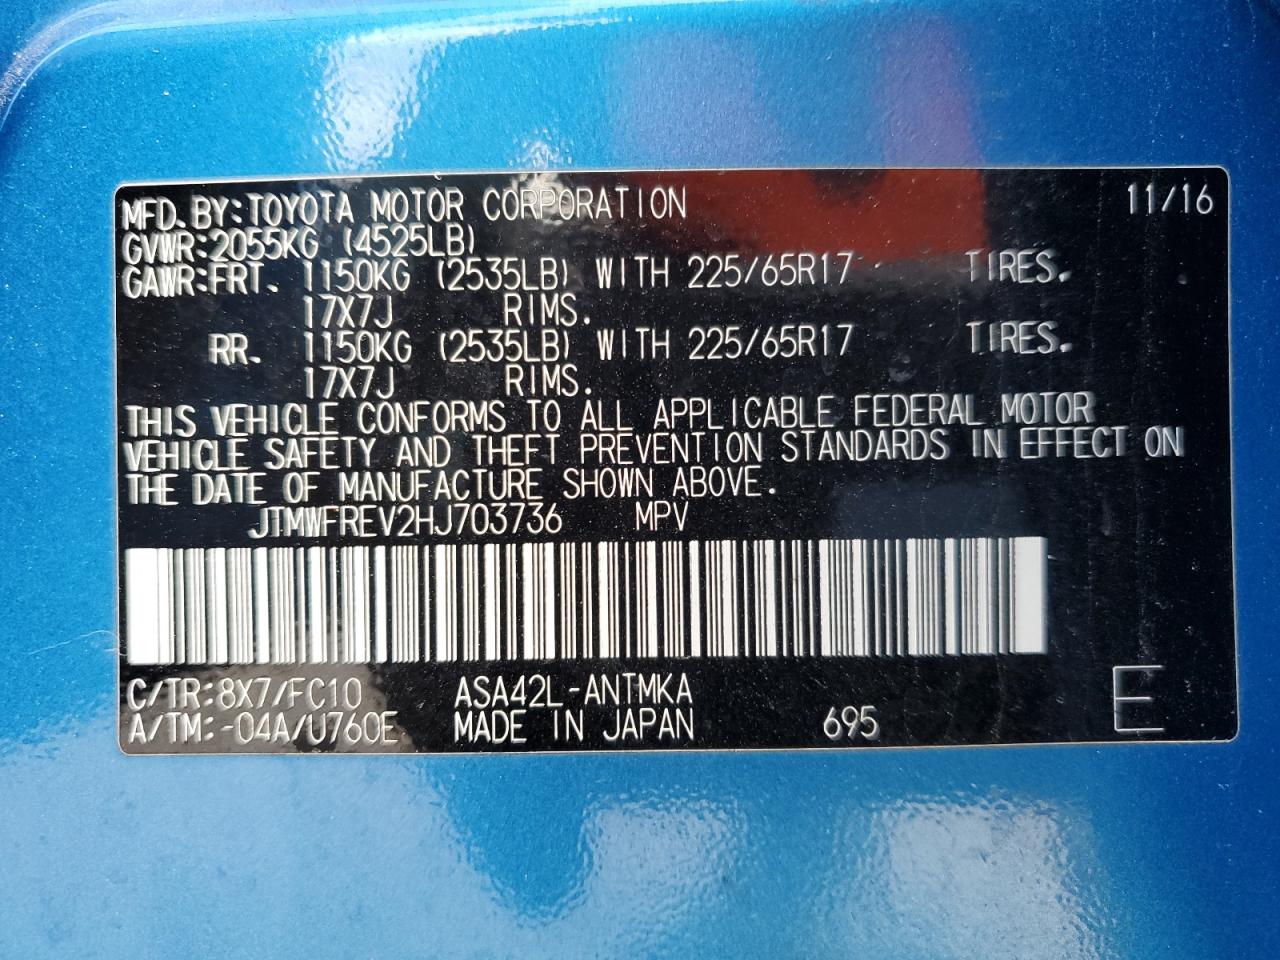 MFD. BY: TOYOTA MOTOR CORPORATION 11/16
GVWR: 2055KG (4525LB)
GAWR: FRT. 1150KG (2535LB) WITH 225/65R17 TIRES.
17X7J RIMS.
RR. 1150KG (2535LB) WITH 225/65R17 TIRES.
17X7J RIMS.
THIS VEHICLE CONFORMS TO ALL APPLICABLE FEDERAL MOTOR
VEHICLE SAFETY AND THEFT PREVENTION STANDARDS IN EFFECT ON
THE DATE OF MANUFACTURE SHOWN ABOVE.
JTMWFREV2HJ703736 MPV
C/TR: 8X7/FC10 ASA42L-ANTMKA
A/TM: -04A/U760E MADE IN JAPAN 695
E